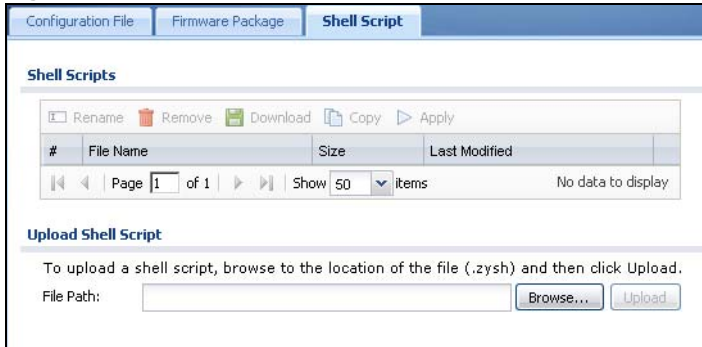 Configuration File Firmware Package Shell Script
Shell Scripts
Rename Remove Download Copy Apply
# File Name Size Last Modified
Page 1 of 1 Show 50 items No data to display
Upload Shell Script
To upload a shell script, browse to the location of the file (.zysh) and then click Upload.
File Path: Browse... Upload